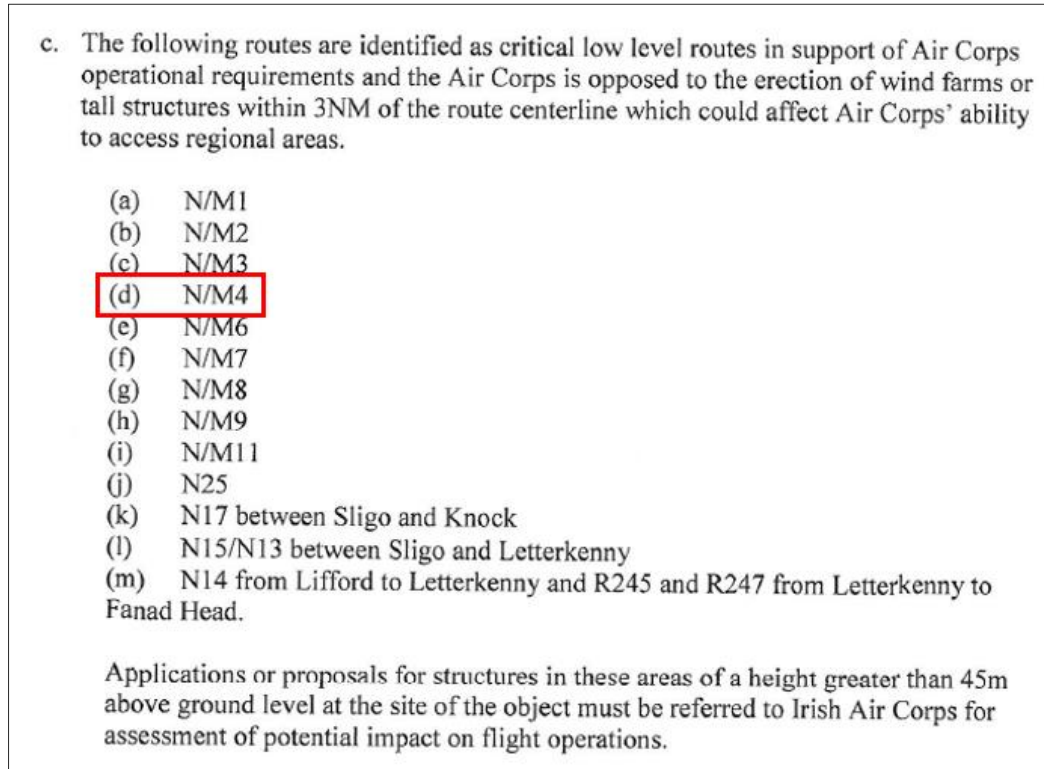 c. The following routes are identified as critical low level routes in support of Air Corps
operational requirements and the Air Corps is opposed to the erection of wind farms or
tall structures within 3NM of the route centerline which could affect Air Corps' ability
to access regional areas.
(a) N/M1
(b) N/M2
(c) N/M3
(d) N/M4
(e) N/M6
(f) N/M7
(g) N/M8
(h) N/M9
(i) N/M11
(j) N25
(k) N17 between Sligo and Knock
(l) N15/N13 between Sligo and Letterkenny
(m) N14 from Lifford to Letterkenny and R245 and R247 from Letterkenny to
Fanad Head.
Applications or proposals for structures in these areas of a height greater than 45m
above ground level at the site of the object must be referred to Irish Air Corps for
assessment of potential impact on flight operations.